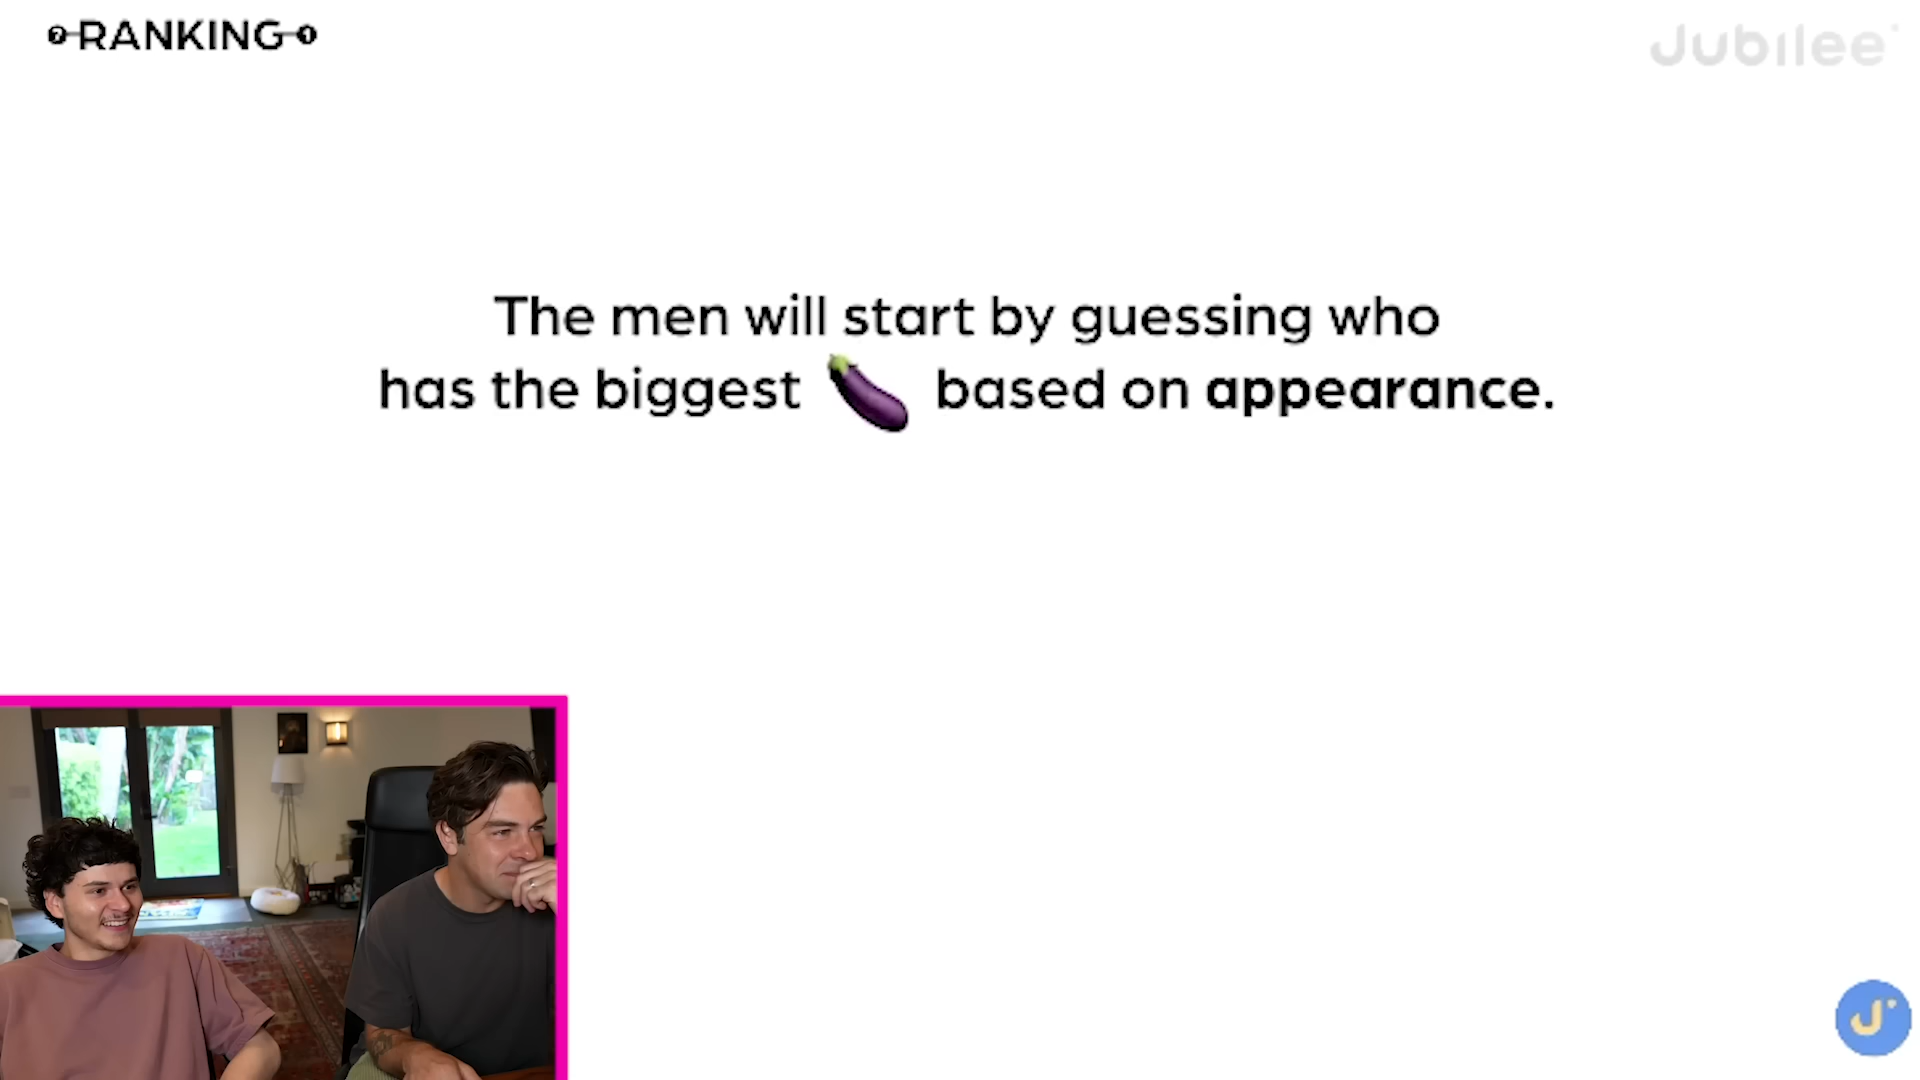 RANKING
Jubilee
The men will start by guessing who
has the biggest 🍆 based on appearance.
J